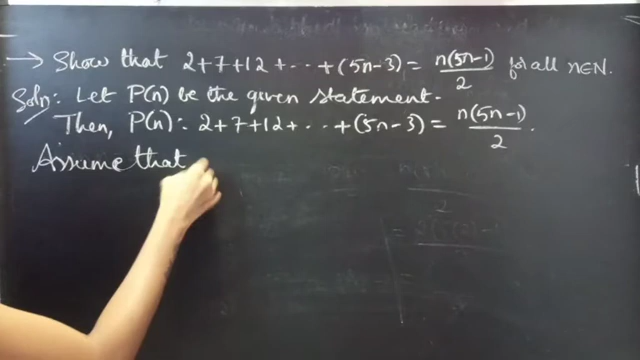 → Show that 2+7+12+...+(5n-3) = n(5n-1)/2 for all n∈N.
Soln: Let P(n) be the given statement.
Then, P(n): 2+7+12+...+(5n-3) = n(5n-1)/2.
Assume that